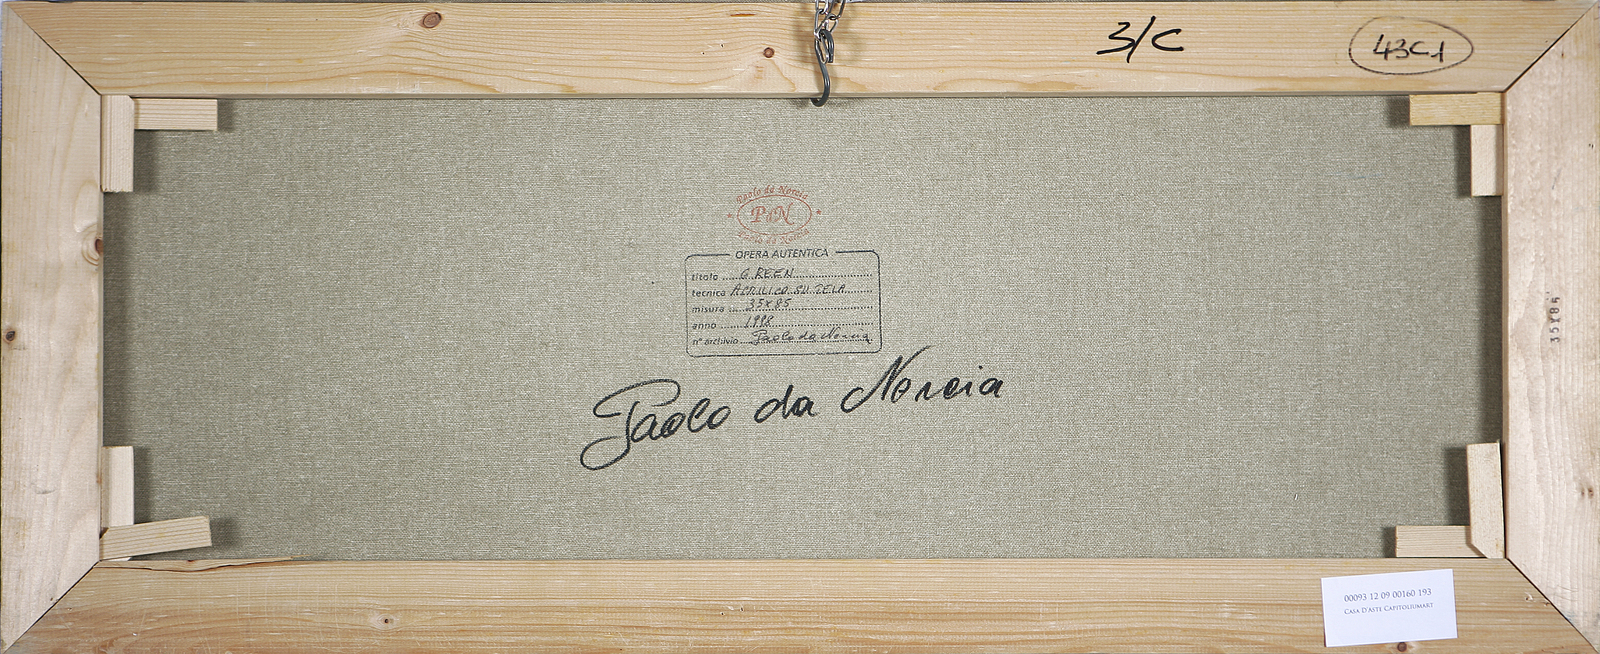 3/C
43C1
Paolo da Norcia
PdN
Paolo da Norcia
OPERA AUTENTICA
titolo ..... GREEN
tecnica ACRILICO SU TELA
misura ... 35x85
anno ..... 1998
n° archivio .... Paolo da Norcia
Paolo da Norcia
35X85
00093 12 09 00160 193
CASA D'ASTE CAPITOLIUMART